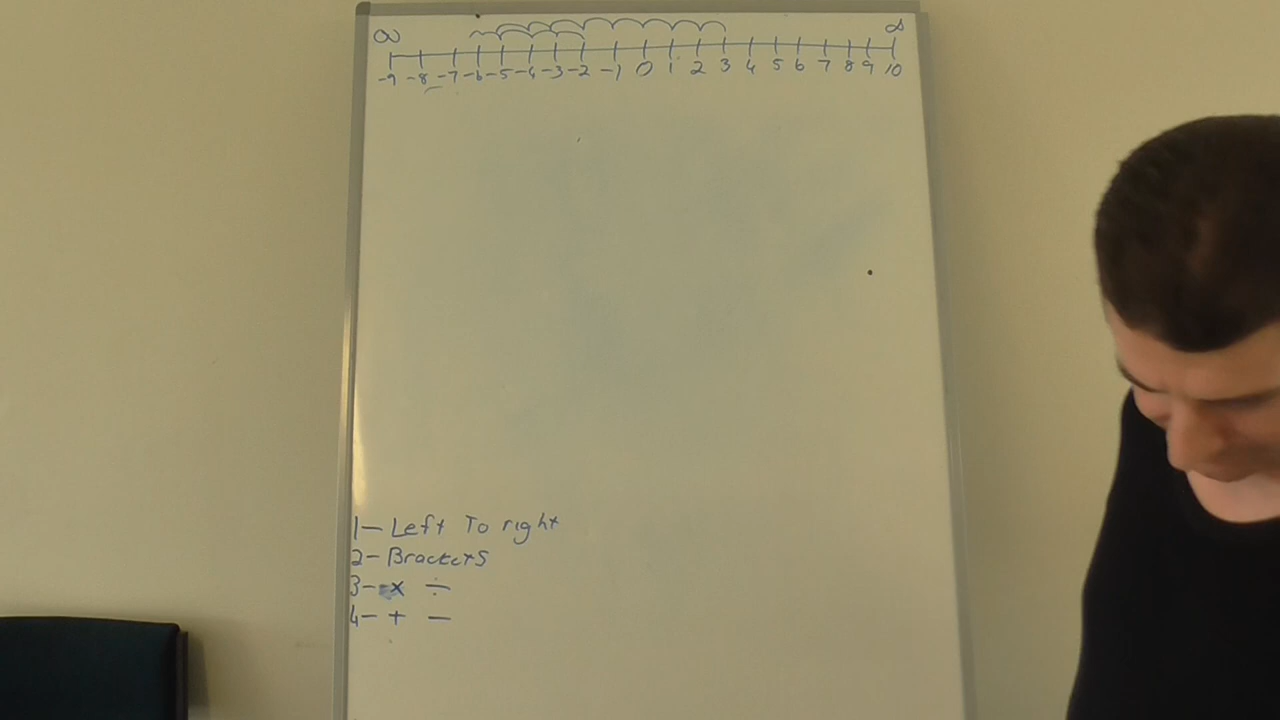 ∞ ∞
-9 -8 -7 -6 -5 -4 -3 -2 -1 0 1 2 3 4 5 6 7 8 9 10
1- Left To right
2- Brackets
3- × ÷
4- + -